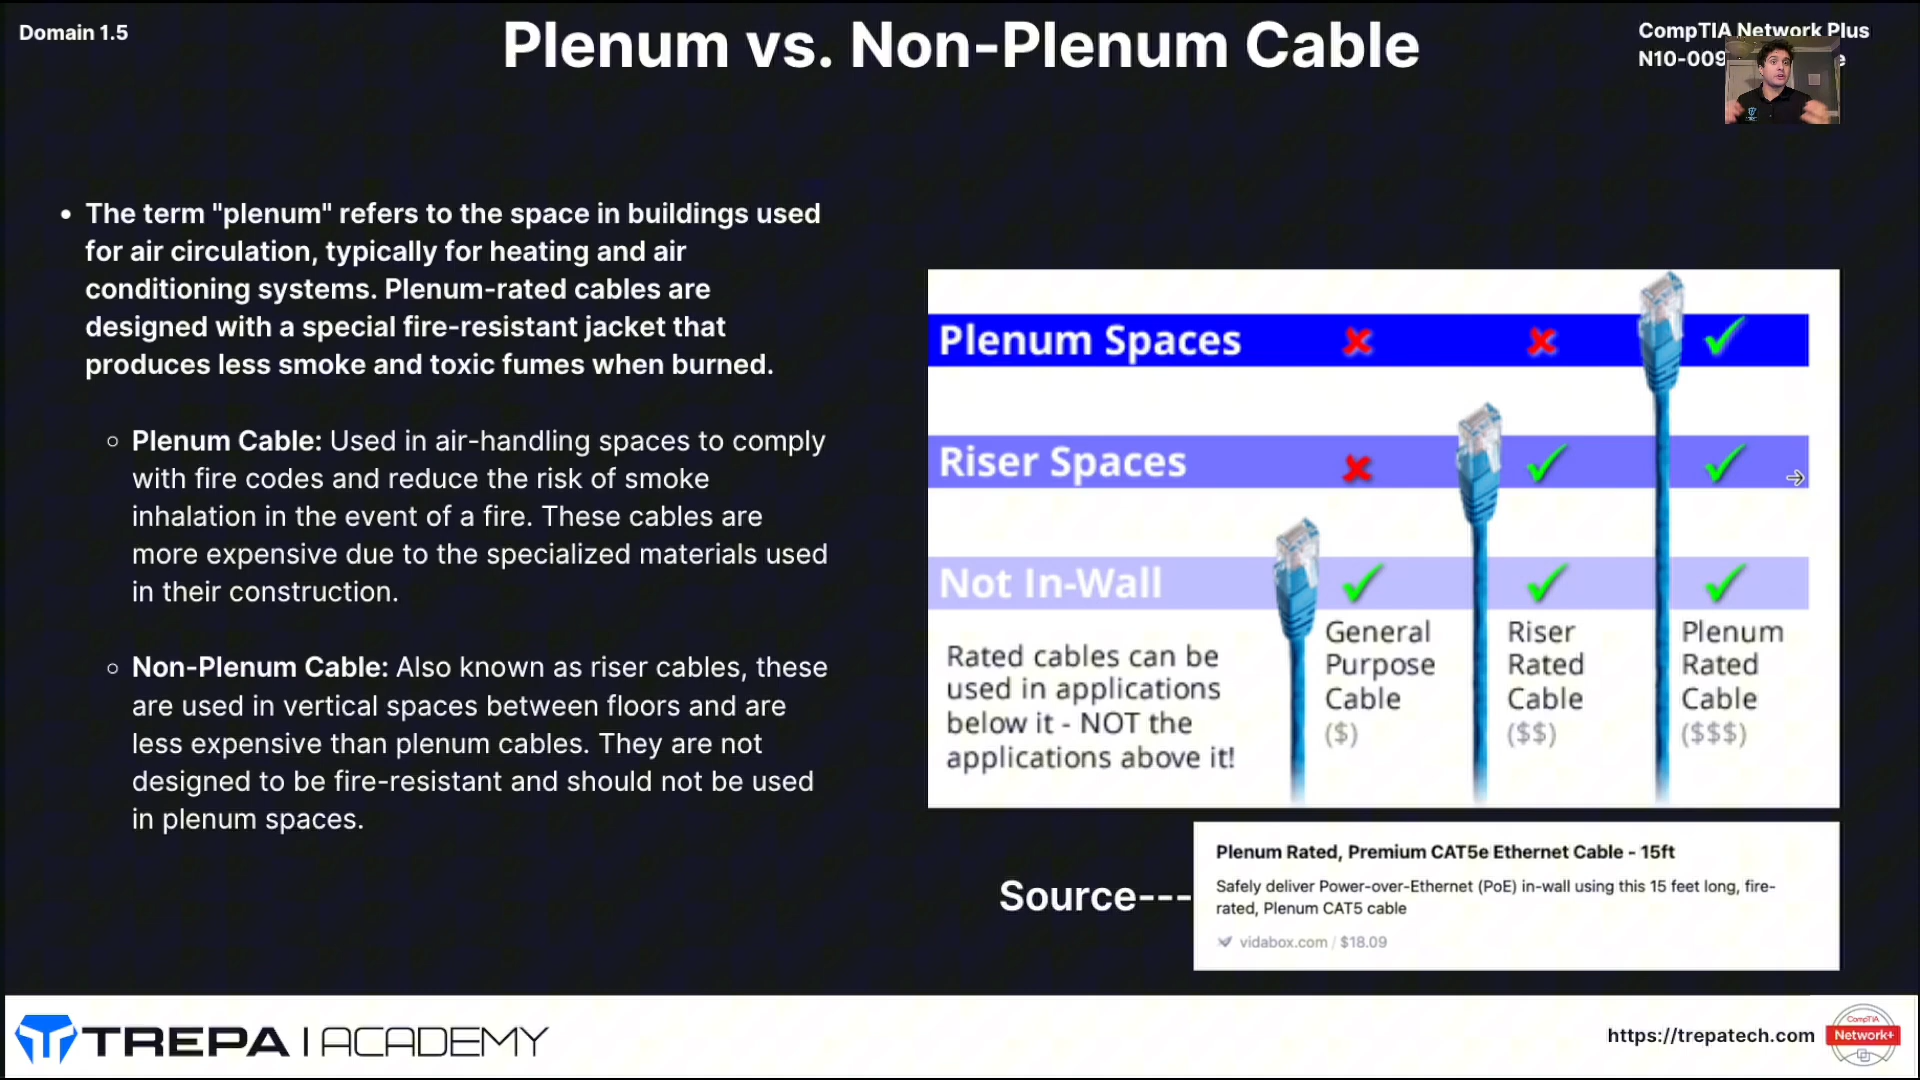 Domain 1.5
Plenum vs. Non-Plenum Cable
CompTIA Network Plus
N10-009
• The term "plenum" refers to the space in buildings used
for air circulation, typically for heating and air
conditioning systems. Plenum-rated cables are
designed with a special fire-resistant jacket that
produces less smoke and toxic fumes when burned.
○ Plenum Cable: Used in air-handling spaces to comply
with fire codes and reduce the risk of smoke
inhalation in the event of a fire. These cables are
more expensive due to the specialized materials used
in their construction.
○ Non-Plenum Cable: Also known as riser cables, these
are used in vertical spaces between floors and are
less expensive than plenum cables. They are not
designed to be fire-resistant and should not be used
in plenum spaces.
Plenum Spaces
Riser Spaces
Not In-Wall
Rated cables can be
used in applications
below it - NOT the
applications above it!
General
Purpose
Cable
($)
Riser
Rated
Cable
($$)
Plenum
Rated
Cable
($$$)
Source---
Plenum Rated, Premium CAT5e Ethernet Cable - 15ft
Safely deliver Power-over-Ethernet (PoE) in-wall using this 15 feet long, fire-
rated, Plenum CAT5 cable
vidabox.com / $18.09
TREPA | ACADEMY
https://trepatech.com
CompTIA
Network+